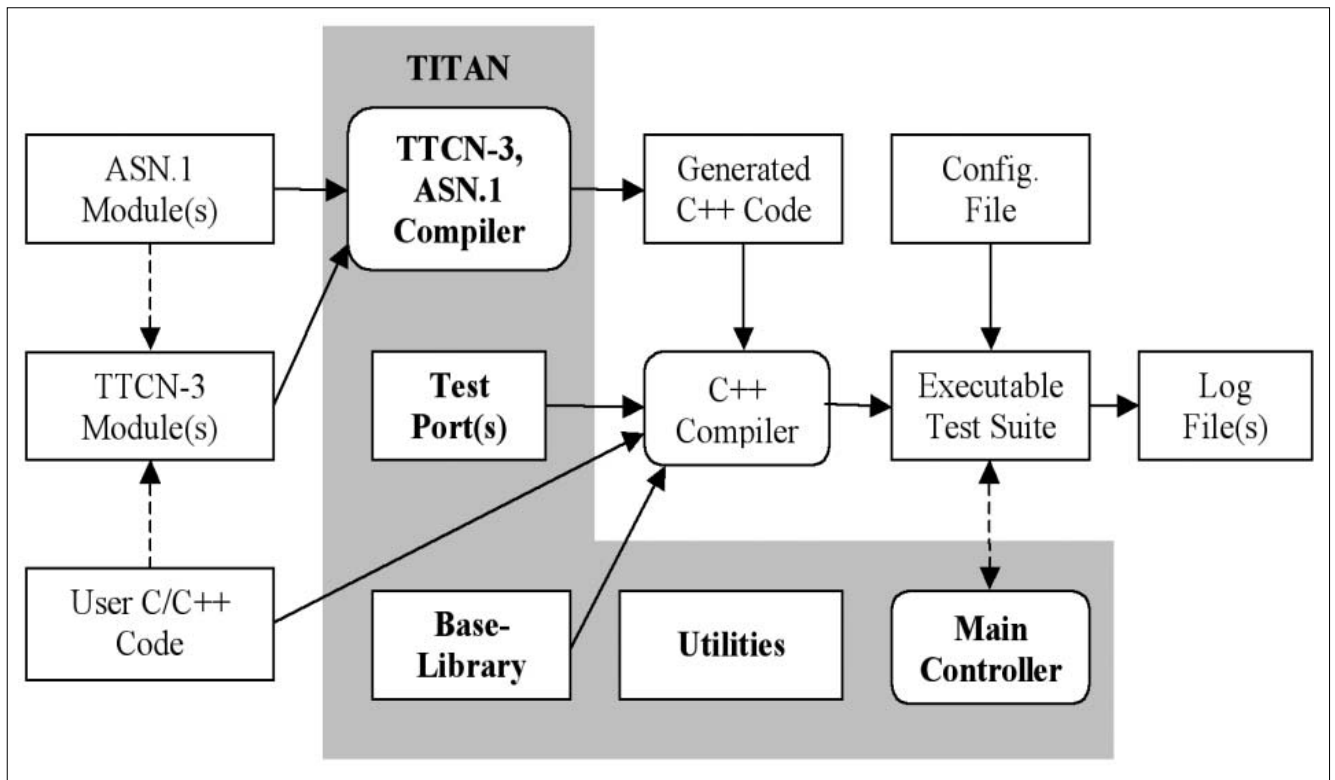 TITAN
ASN.1
Module(s)
TTCN-3,
ASN.1
Compiler
Generated
C++ Code
Config.
File
TTCN-3
Module(s)
Test
Port(s)
C++
Compiler
Executable
Test Suite
Log
File(s)
User C/C++
Code
Base-
Library
Utilities
Main
Controller